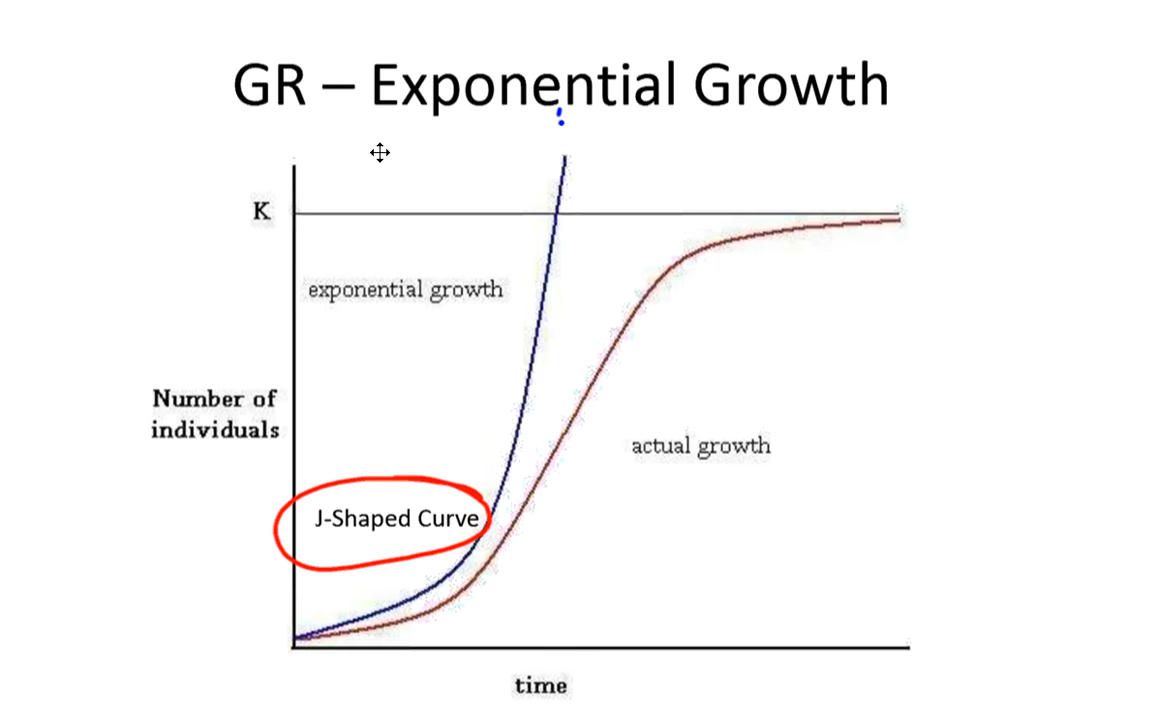 GR – Exponential Growth
K
exponential growth
Number of
individuals
actual growth
J-Shaped Curve
time